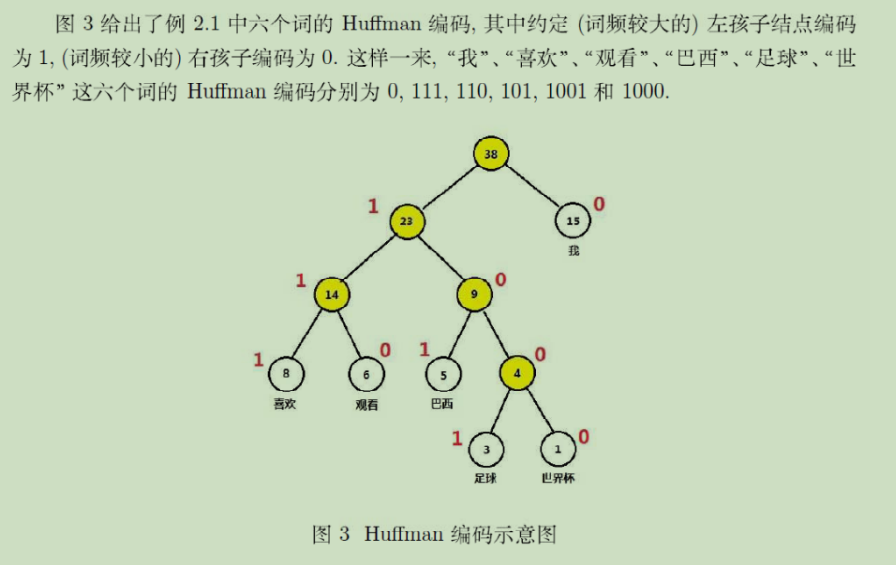 图 3 给出了例 2.1 中六个词的 Huffman 编码, 其中约定 (词频较大的) 左孩子结点编码
为 1, (词频较小的) 右孩子编码为 0. 这样一来, “我”、“喜欢”、“观看”、“巴西”、“足球”、“世
界杯” 这六个词的 Huffman 编码分别为 0, 111, 110, 101, 1001 和 1000.
38
1 23 15 0
我
1 14 9 0
1 8 6 0 1 5 4 0
喜欢 观看 巴西
1 3 1 0
足球 世界杯
图 3 Huffman 编码示意图